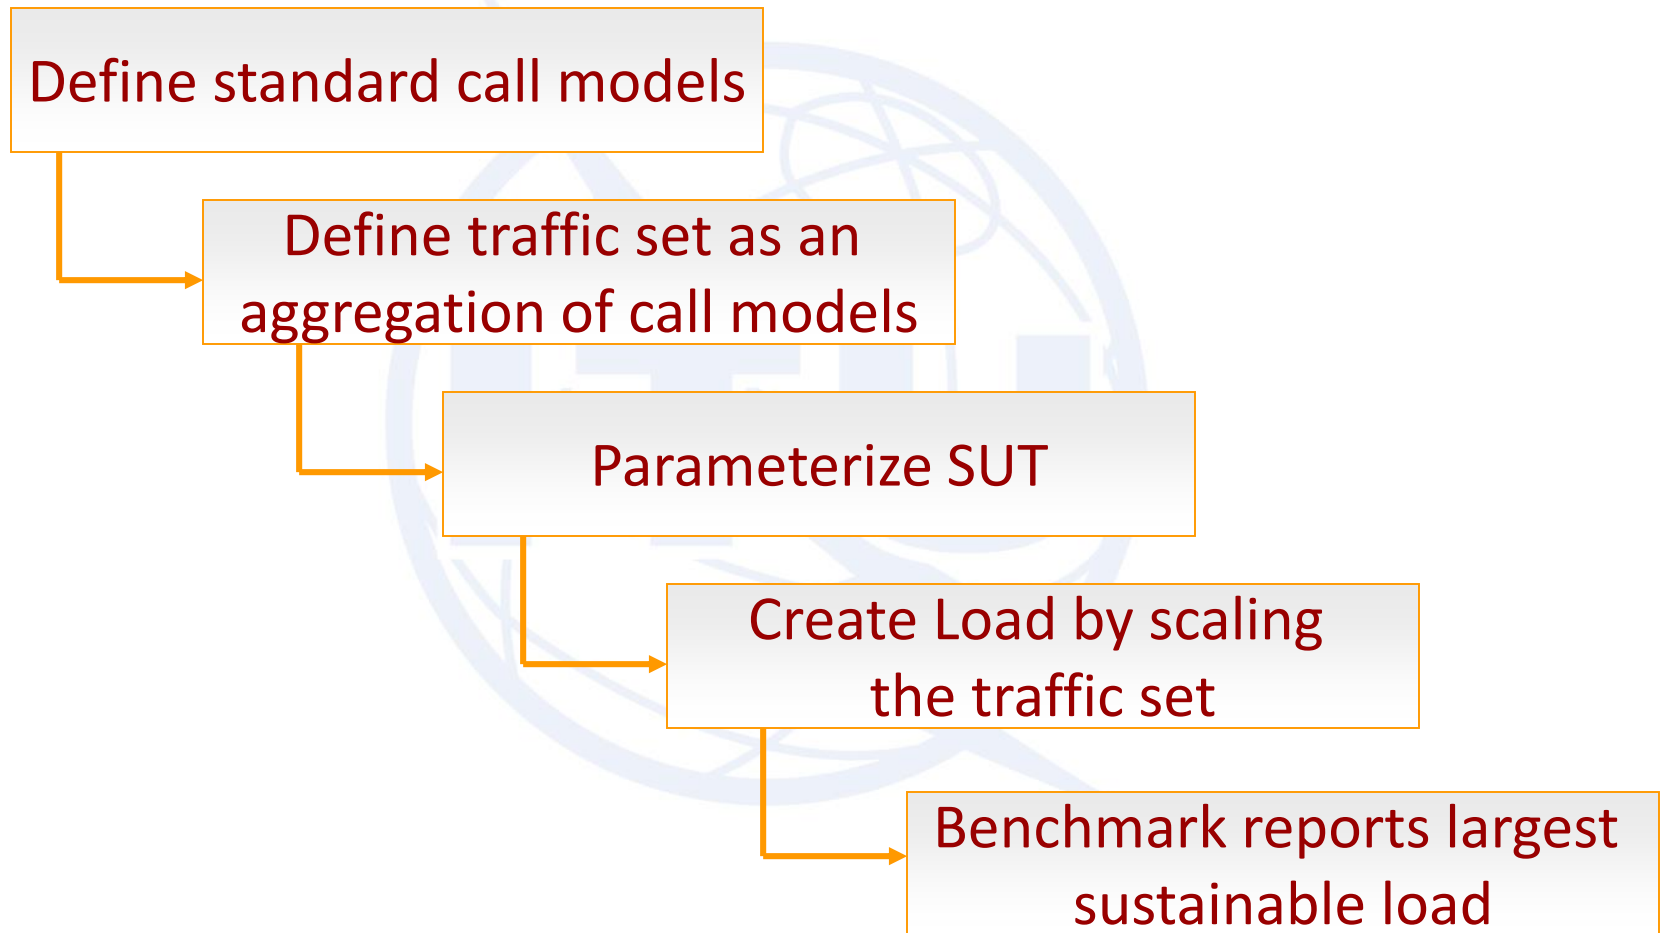 Define standard call models
Define traffic set as an
aggregation of call models
ITU
Parameterize SUT
Create Load by scaling
the traffic set
Benchmark reports largest
sustainable load